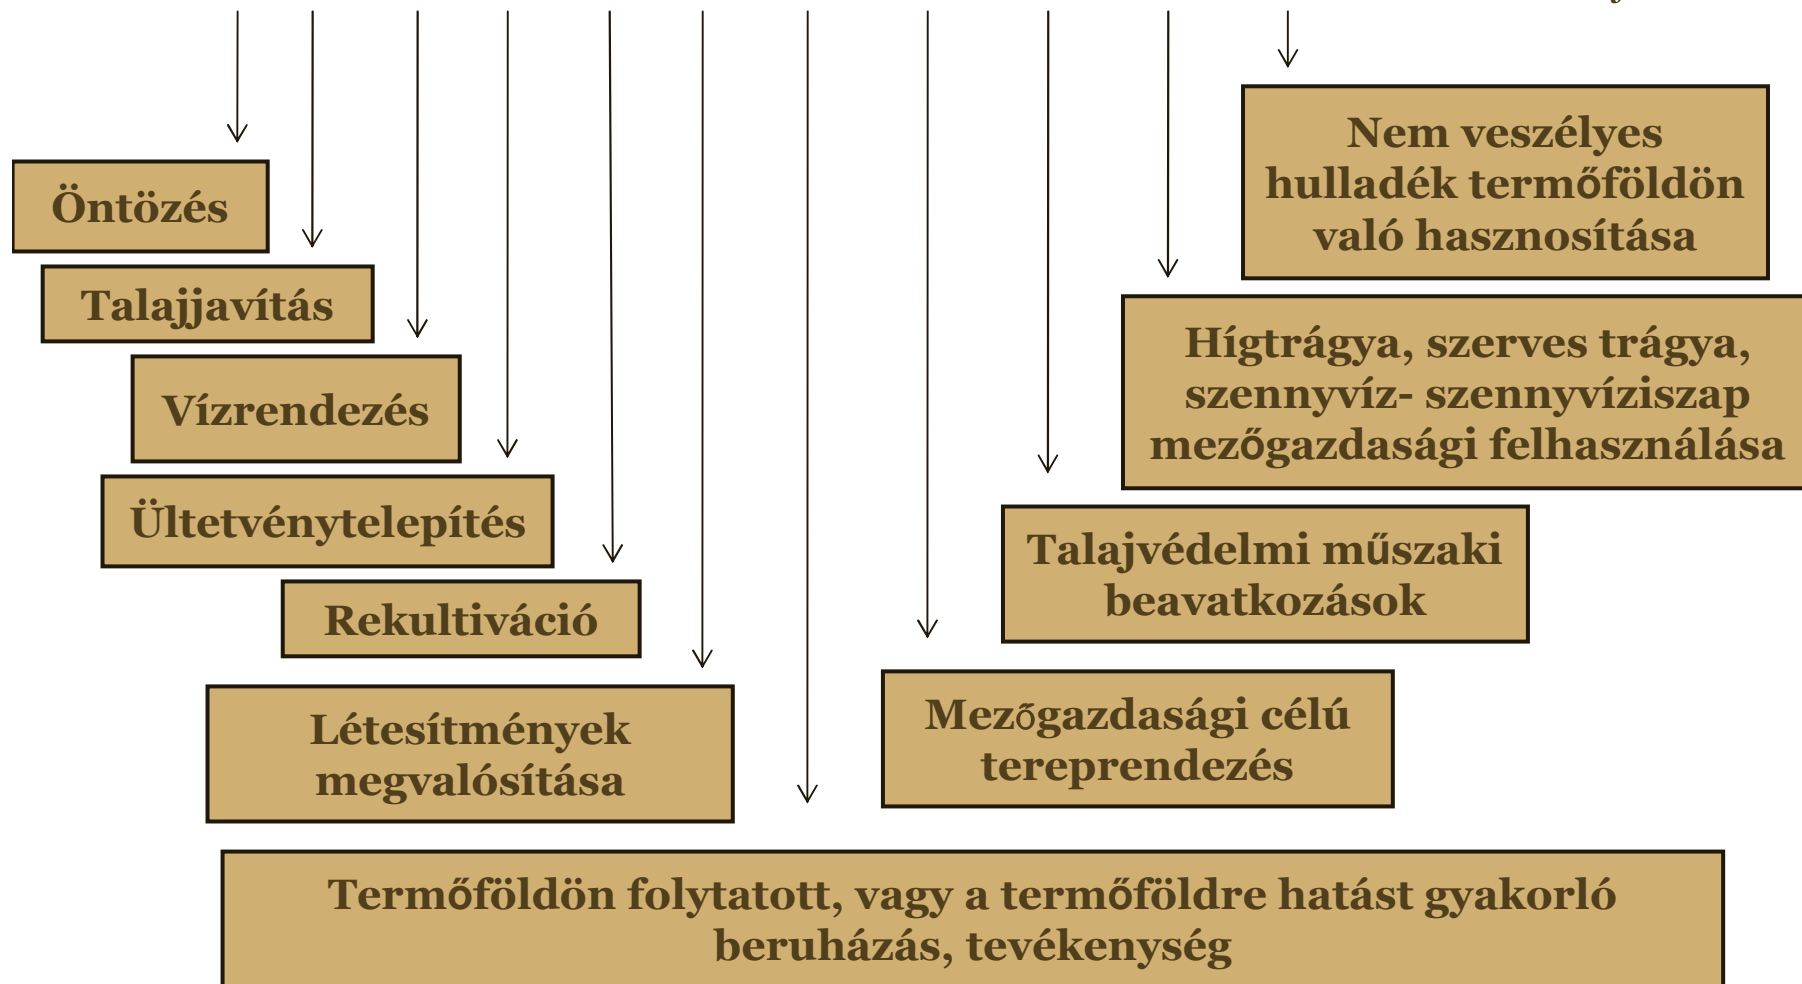 Öntözés
Talajjavítás
Vízrendezés
Ültetvénytelepítés
Rekultiváció
Létesítmények
megvalósítása
Termőföldön folytatott, vagy a termőföldre hatást gyakorló
beruházás, tevékenység
Mezőgazdasági célú
tereprendezés
Talajvédelmi műszaki
beavatkozások
Hígtrágya, szerves trágya,
szennyvíz- szennyvíziszap
mezőgazdasági felhasználása
Nem veszélyes
hulladék termőföldön
való hasznosítása